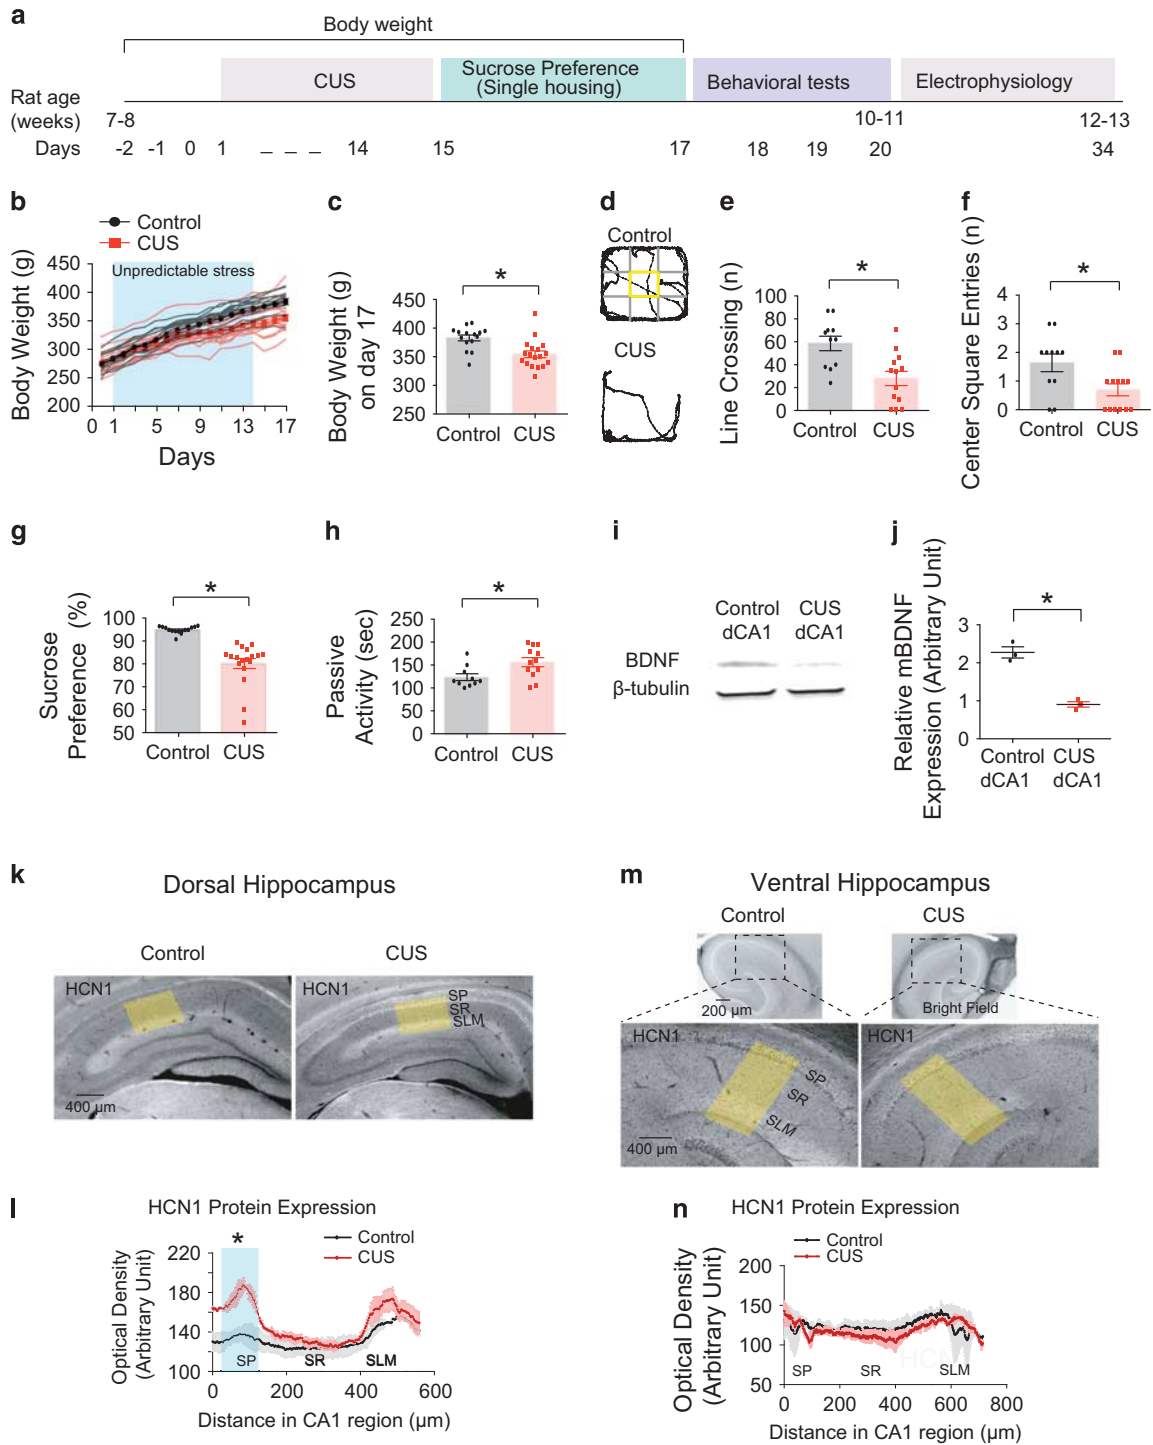 a
Body weight
CUS
Sucrose Preference
(Single housing)
Behavioral tests
Electrophysiology
Rat age
(weeks)
7-8
10-11
12-13
Days
-2 -1 0 1 _ _ _ 14 15 17 18 19 20 34
b
Control
CUS
Unpredictable stress
Body Weight (g)
450
400
350
300
250
200
0 1 5 9 13 17
Days
c
*
Body Weight (g)
on day 17
450
400
350
300
250
Control CUS
d
Control
CUS
e
*
Line Crossing (n)
100
80
60
40
20
0
Control CUS
f
*
Center Square Entries (n)
4
3
2
1
0
Control CUS
g
*
Sucrose
Preference (%)
100
90
80
70
60
50
Control CUS
h
*
Passive
Activity (sec)
250
200
150
100
50
0
Control CUS
i
Control
dCA1
CUS
dCA1
BDNF
β-tubulin
j
*
Relative mBDNF
Expression (Arbitrary Unit)
3
2
1
0
Control
dCA1
CUS
dCA1
k
Dorsal Hippocampus
Control
CUS
HCN1
400 µm
HCN1
SP
SR
SLM
m
Ventral Hippocampus
Control
CUS
200 µm
Bright Field
HCN1
SP
SR
SLM
400 µm
HCN1
l
HCN1 Protein Expression
*
Control
CUS
Optical Density
(Arbitrary Unit)
220
180
140
100
SP SR SLM
0 200 400 600
Distance in CA1 region (µm)
n
HCN1 Protein Expression
Control
CUS
Optical Density
(Arbitrary Unit)
200
150
100
50
HCN
SP SR SLM
0 200 400 600 800
Distance in CA1 region (µm)